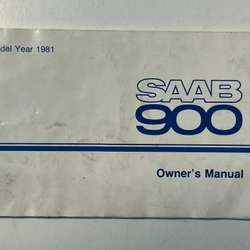 del Year 1981
SAAB
900
Owner's Manual